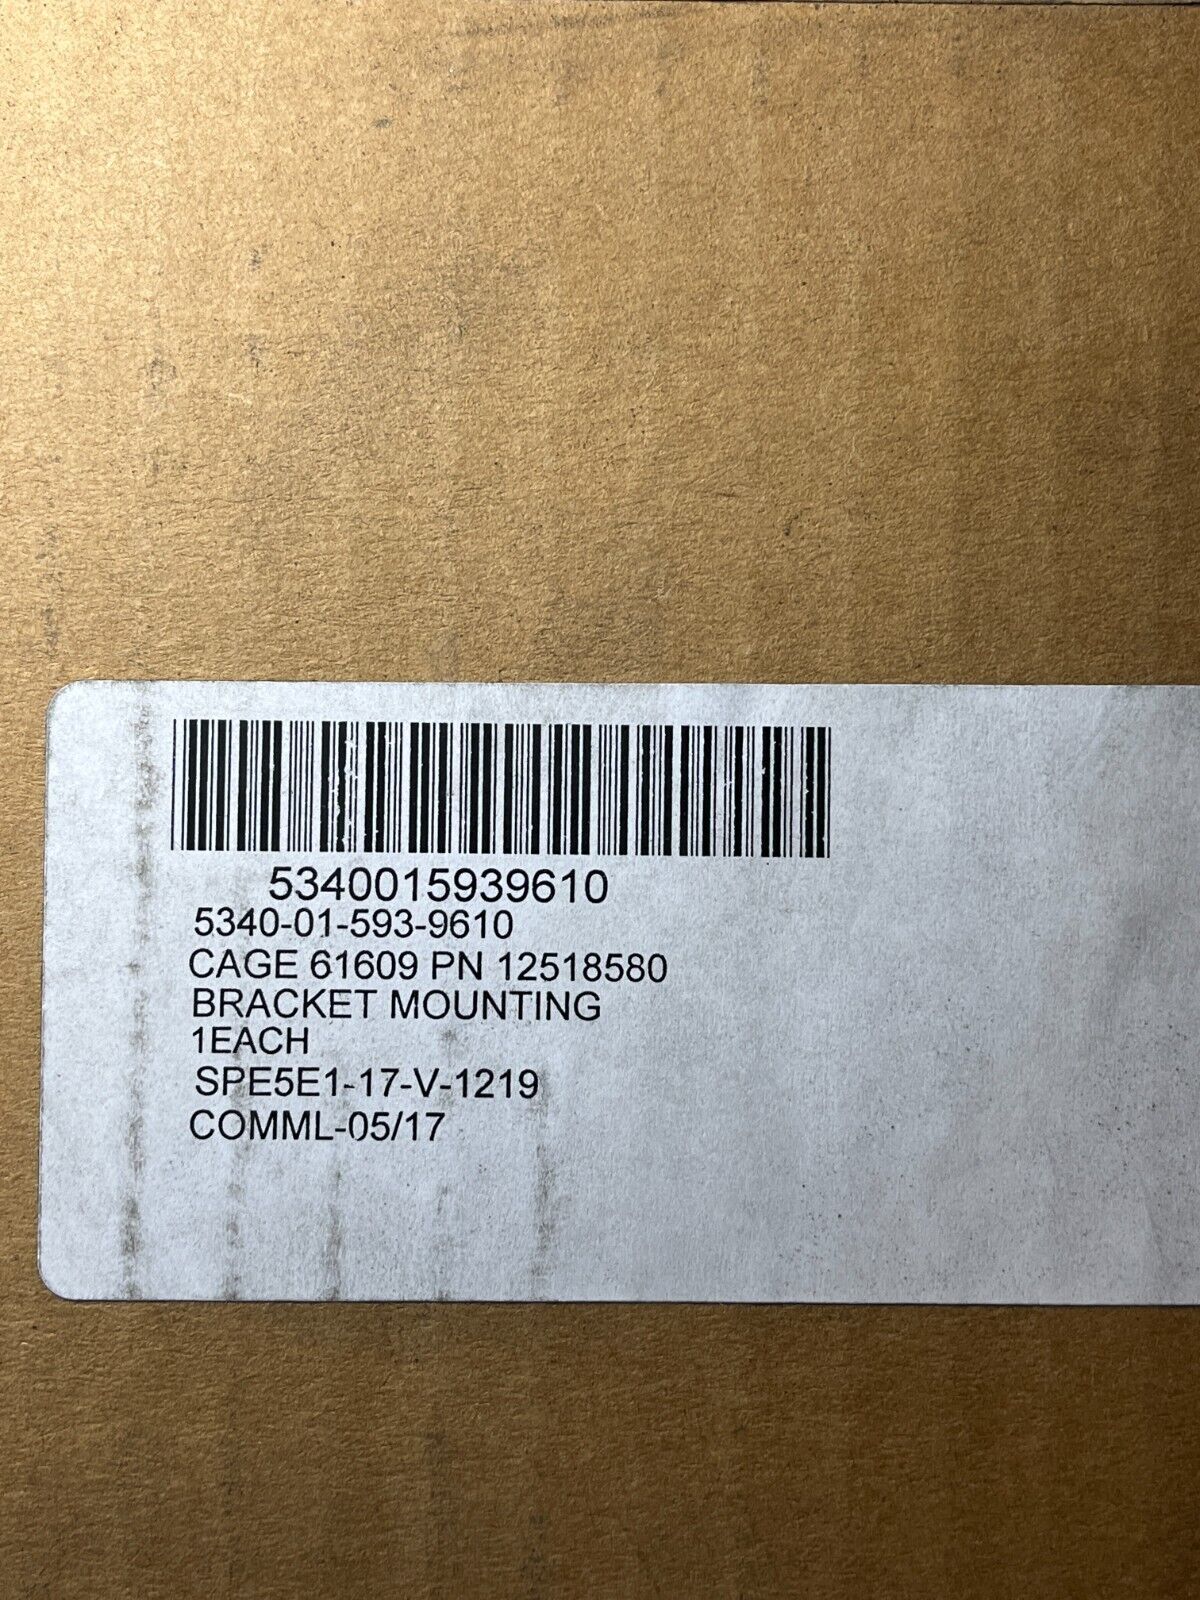 5340015939610
5340-01-593-9610
CAGE 61609 PN 12518580
BRACKET MOUNTING
1EACH
SPE5E1-17-V-1219
COMML-05/17